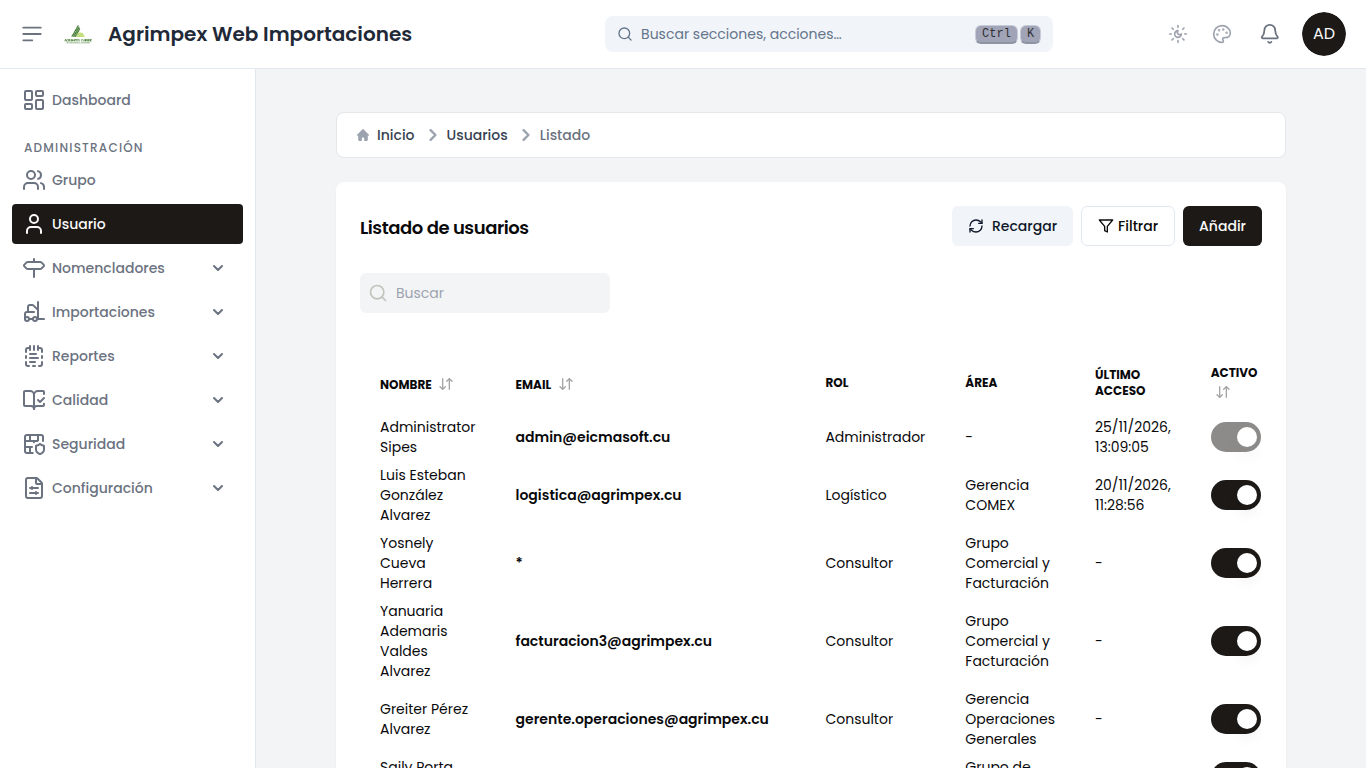 Agrimpex Web Importaciones
Buscar secciones, acciones...
Ctrl K
AD
Dashboard
ADMINISTRACIÓN
Grupo
Usuario
Nomencladores
Importaciones
Reportes
Calidad
Seguridad
Configuración
Inicio
Usuarios
Listado
Listado de usuarios
Recargar
Filtrar
Añadir
Buscar
NOMBRE
EMAIL
ROL
ÁREA
ÚLTIMO
ACCESO
ACTIVO
Administrator
Sipes
admin@eicmasoft.cu
Administrador
-
25/11/2026,
13:09:05
Luis Esteban
González
Alvarez
logistica@agrimpex.cu
Logístico
Gerencia
COMEX
20/11/2026,
11:28:56
Yosnely
Cueva
Herrera
*
Consultor
Grupo
Comercial y
Facturación
-
Yanuaria
Ademaris
Valdes
Alvarez
facturacion3@agrimpex.cu
Consultor
Grupo
Comercial y
Facturación
-
Greiter Pérez
Alvarez
gerente.operaciones@agrimpex.cu
Consultor
Gerencia
Operaciones
Generales
-
Saily Porta
Grupo de